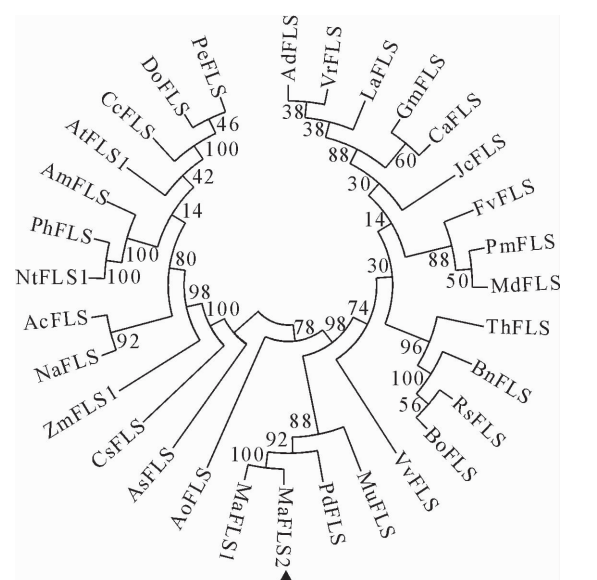 AdFLS
VrFLS
LaFLS
GmFLS
CaFLS
JcFLS
FvFLS
PmFLS
MdFLS
ThFLS
BnFLS
RsFLS
BoFLS
VvFLS
MuFLS
PdFLS
MaFLS2
MaFLS1
AoFLS
AsFLS
CsFLS
ZmFLS1
NaFLS
AcFLS
NtFLS1
PhFLS
AmFLS
AtFLS1
CcFLS
DoFLS
PeFLS
38
38
88
60
30
14
88
50
30
96
100
56
74
98
78
88
92
100
100
98
80
92
14
100
100
42
100
46